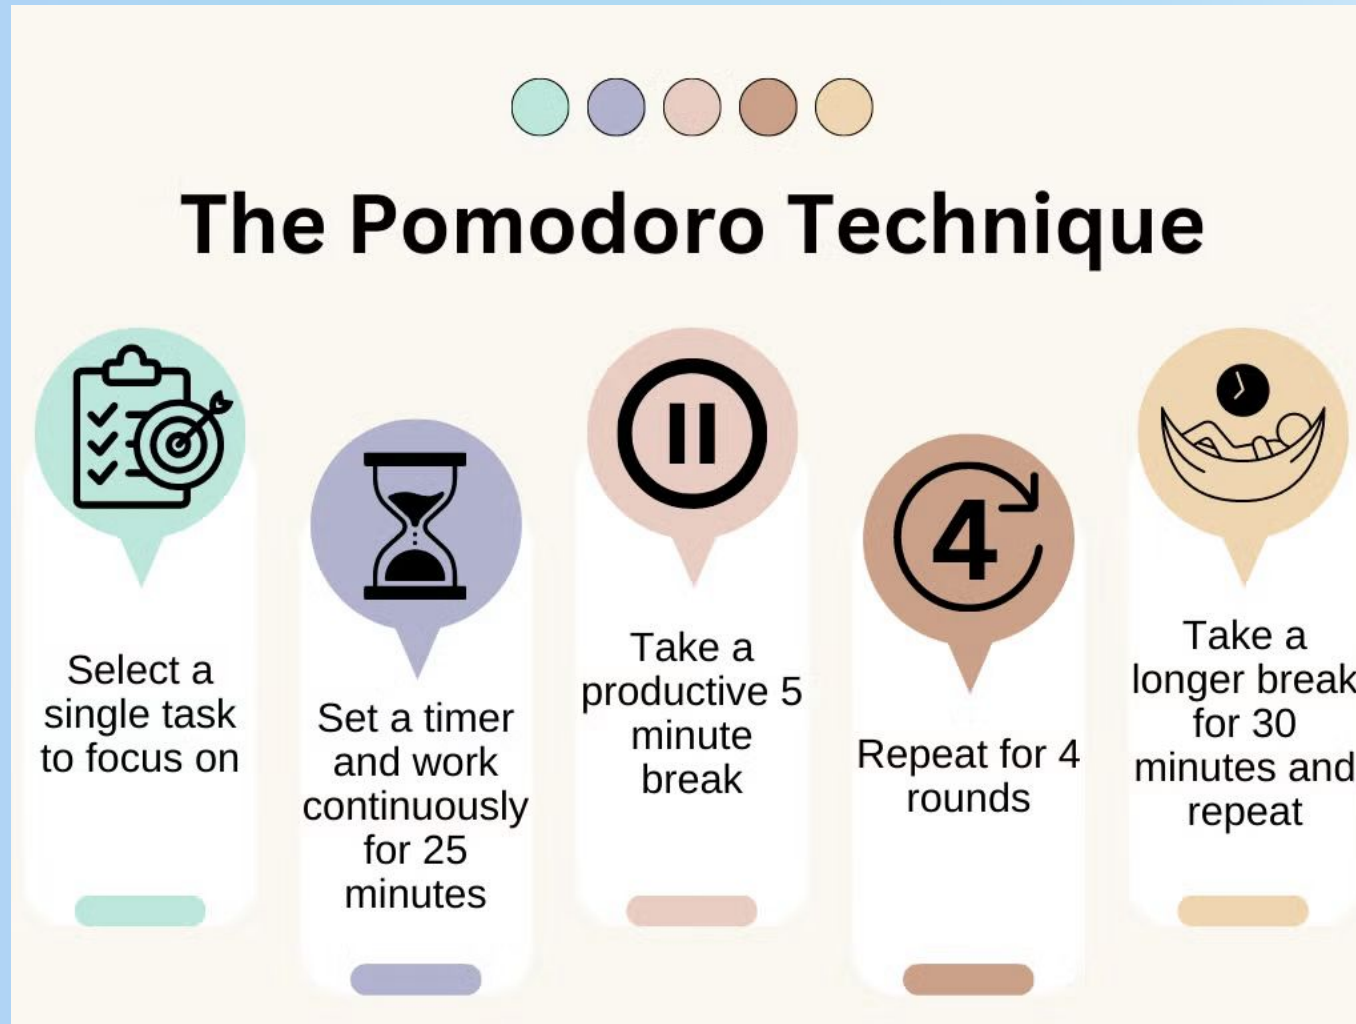 The Pomodoro Technique
Select a
single task
to focus on
Set a timer
and work
continuously
for 25
minutes
Take a
productive 5
minute
break
4
Repeat for 4
rounds
Take a
longer break
for 30
minutes and
repeat